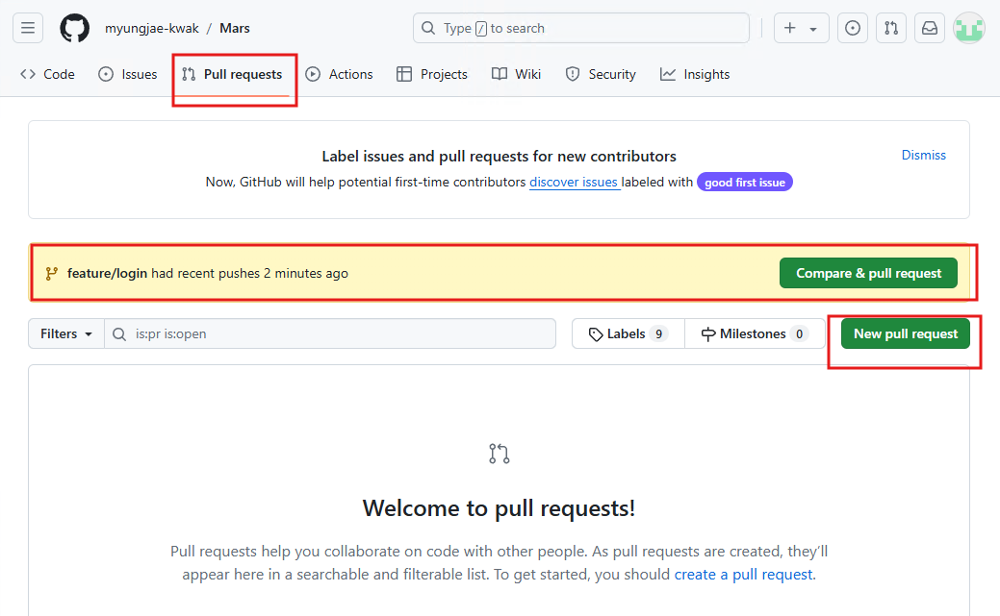 myungjae-kwak / Mars
Type / to search
Code Issues Pull requests Actions Projects Wiki Security Insights
Label issues and pull requests for new contributors
Dismiss
Now, GitHub will help potential first-time contributors discover issues labeled with good first issue
feature/login had recent pushes 2 minutes ago
Compare & pull request
Filters
is:pr is:open
Labels 9
Milestones 0
New pull request
Welcome to pull requests!
Pull requests help you collaborate on code with other people. As pull requests are created, they’ll
appear here in a searchable and filterable list. To get started, you should create a pull request.